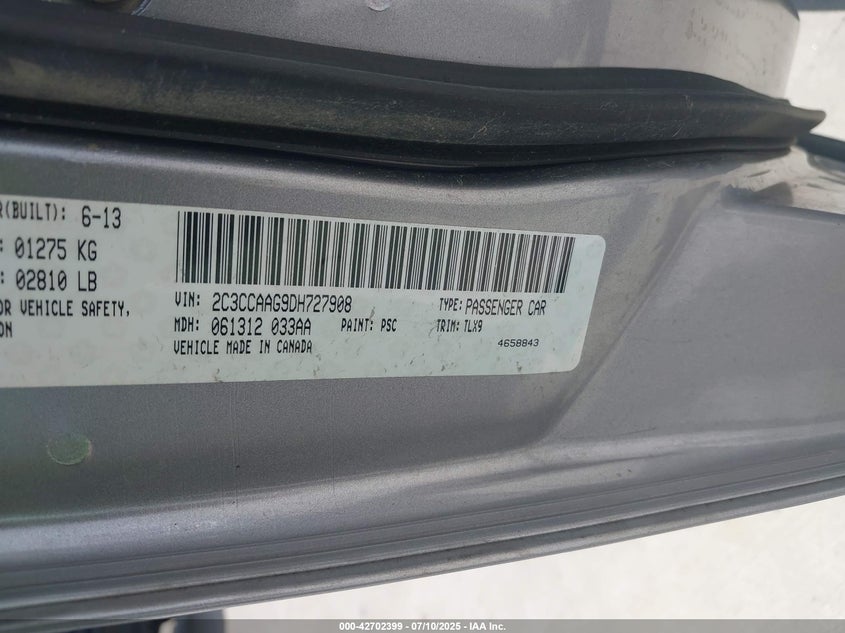 R(BUILT): 6-13
: 01275 KG
: 02810 LB
OR VEHICLE SAFETY,
ON
VIN: 2C3CCAAG9DH727908 TYPE: PASSENGER CAR
MDH: 061312 033AA PAINT: PSC TRIM: TLX9
VEHICLE MADE IN CANADA 4658843
000-42702399 | 07/10/2025 - IAA Inc.